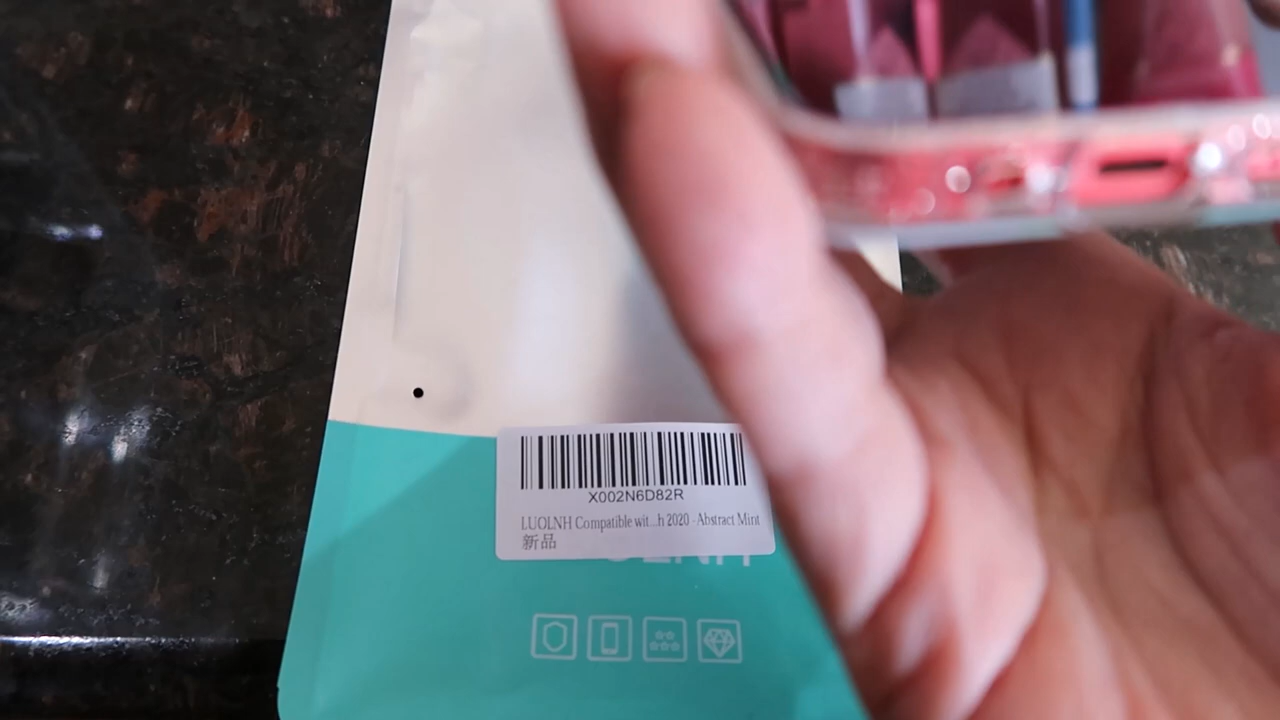 X002N6D82R
LUOLNH Compatible wit...h 2020 - Abstract Mint
新品